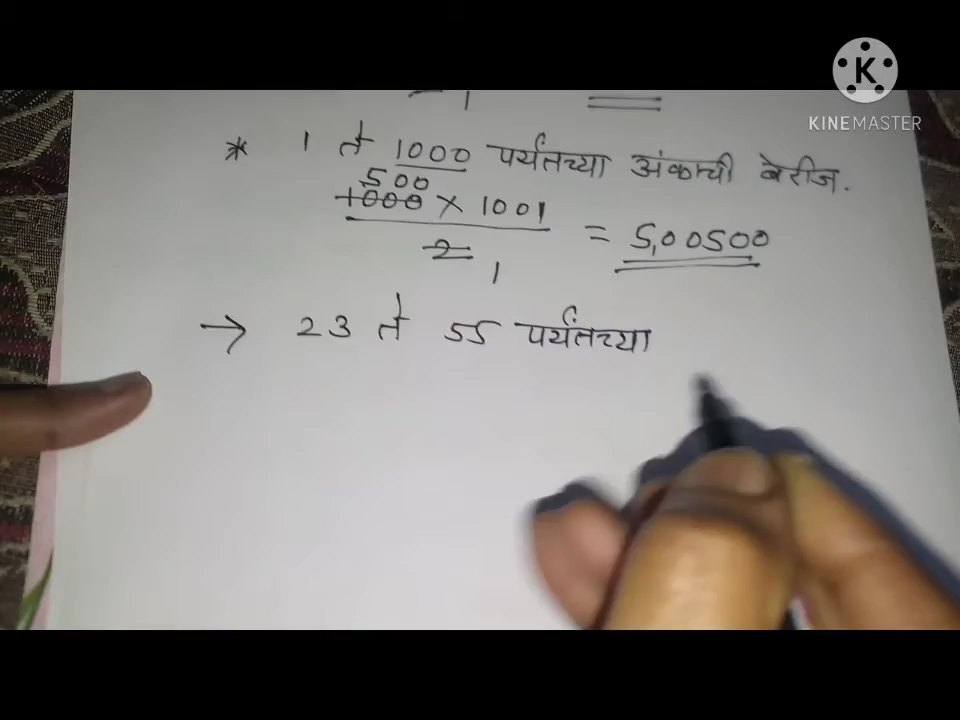 K
KINEMASTER
* 1 ते 1000 पर्यंतच्या अंकाची बेरीज.
500
1000 × 1001
= 5,00500
2
1
→ 23 ते 55 पर्यंतच्या